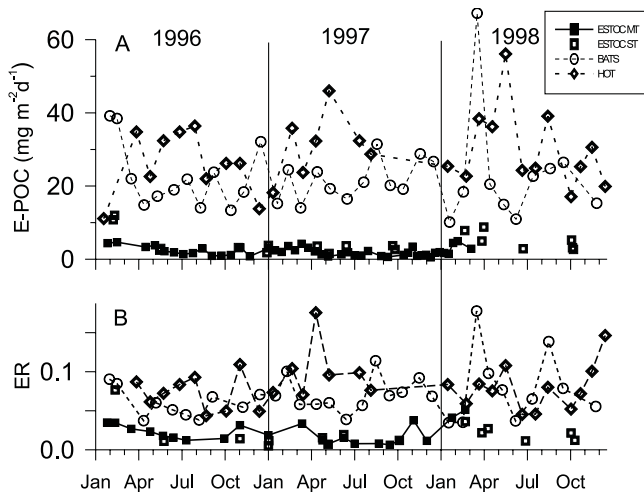 A 1996 1997 1998
ESTOC MT
ESTOC ST
BATS
HOT
E-POC (mg m⁻²d⁻¹)
60
40
20
0
B
ER
0.1
0.0
Jan Apr Jul Oct Jan Apr Jul Oct Jan Apr Jul Oct